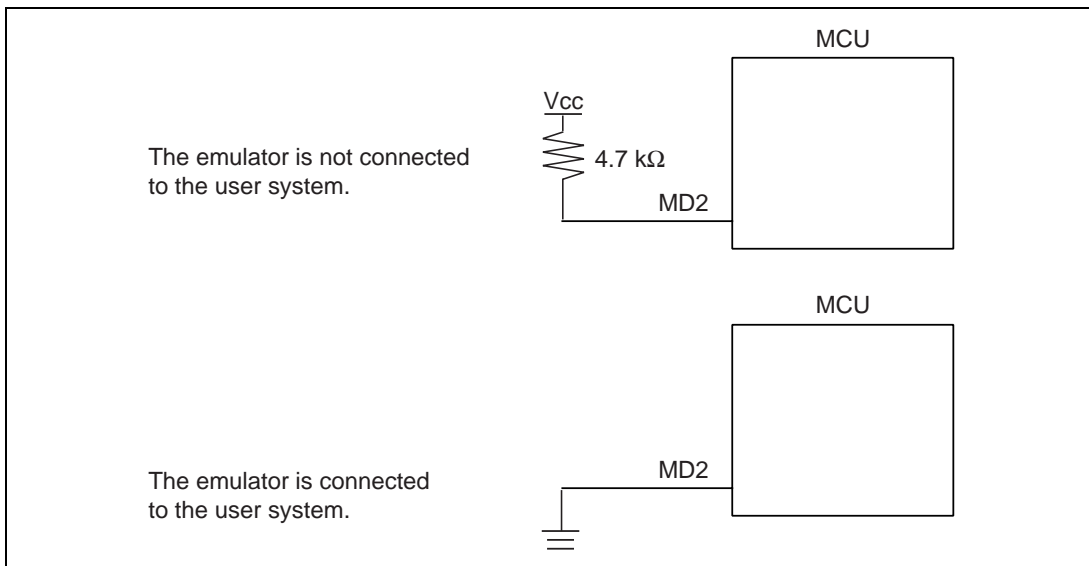 MCU
Vcc
The emulator is not connected
to the user system.
4.7 kΩ
MD2
MCU
The emulator is connected
to the user system.
MD2